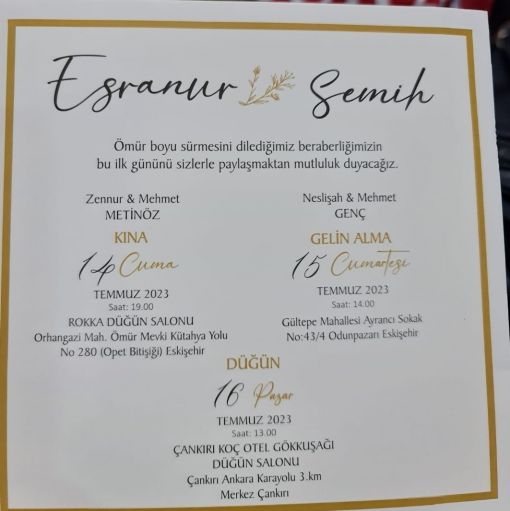 Esranur Semih
Ömür boyu sürmesini dilediğimiz beraberliğimizin
bu ilk gününü sizlerle paylaşmaktan mutluluk duyacağız.
Zennur & Mehmet
METİNÖZ
Neslişah & Mehmet
GENÇ
KINA
14 Cuma
TEMMUZ 2023
Saat: 19.00
ROKKA DÜĞÜN SALONU
Orhangazi Mah. Ömür Mevki Kütahya Yolu
No 280 (Opet Bitişiği) Eskişehir
GELİN ALMA
15 Cumartesi
TEMMUZ 2023
Saat: 14.00
Gültepe Mahallesi Ayrancı Sokak
No:43/4 Odunpazarı Eskişehir
DÜĞÜN
16 Pazar
TEMMUZ 2023
Saat: 13.00
ÇANKIRI KOÇ OTEL GÖKKUŞAĞI
DÜĞÜN SALONU
Çankırı Ankara Karayolu 3.km
Merkez Çankırı